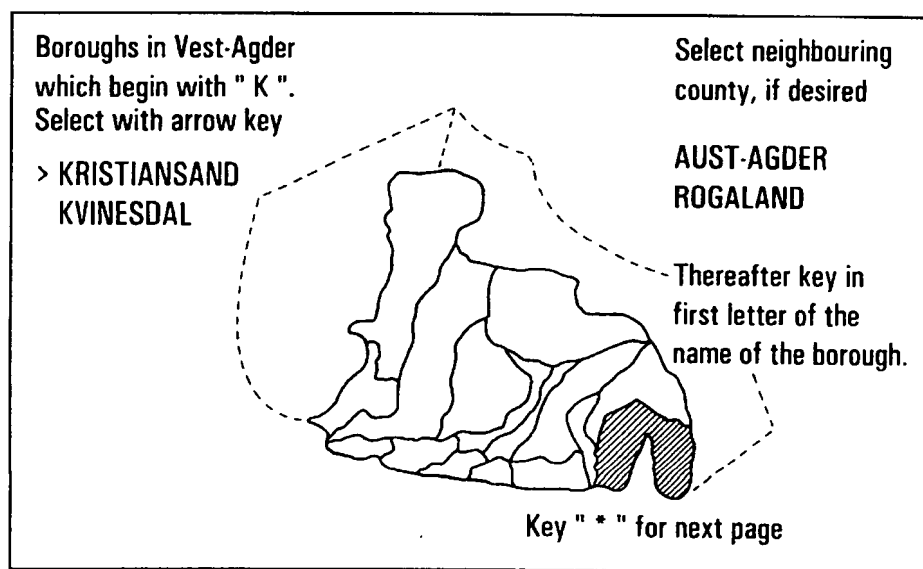 Boroughs in Vest-Agder
which begin with " K ".
Select with arrow key
> KRISTIANSAND
KVINESDAL
Select neighbouring
county, if desired
AUST-AGDER
ROGALAND
Thereafter key in
first letter of the
name of the borough.
Key " * " for next page